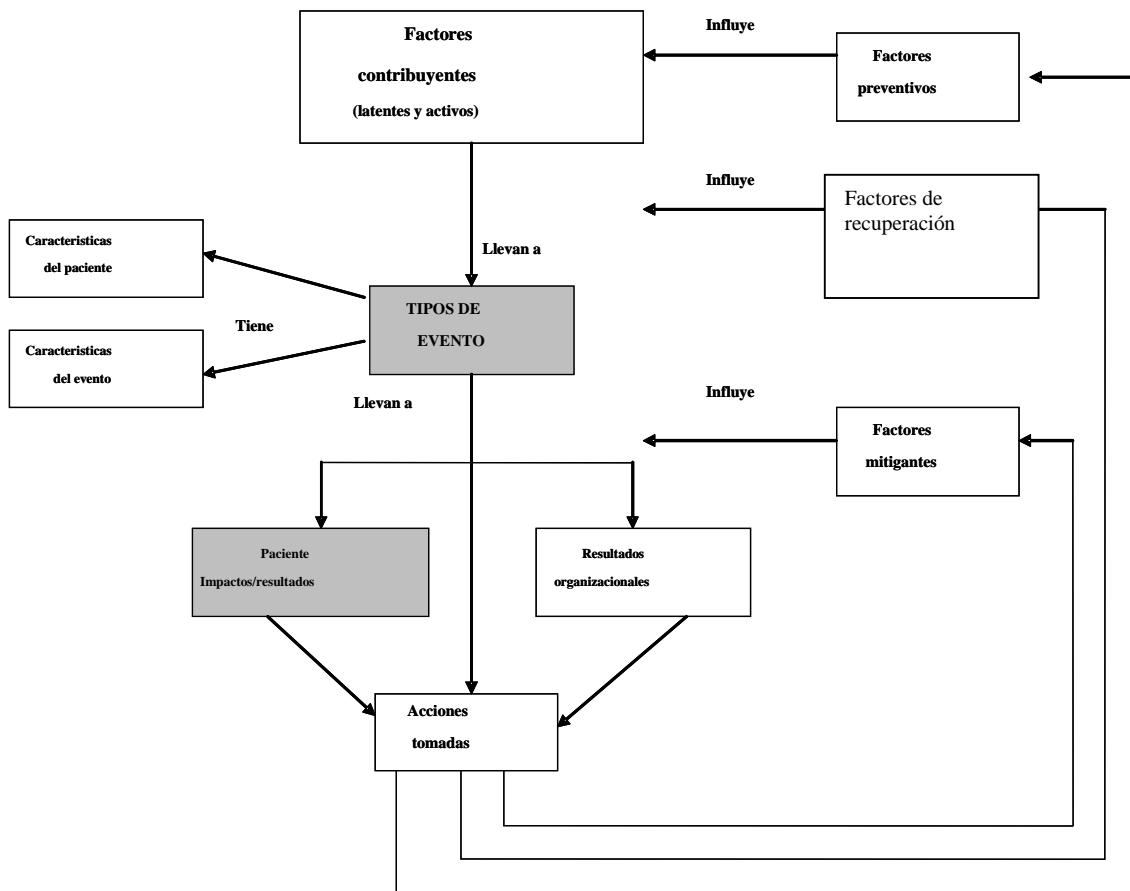 Factores
contribuyentes
(latentes y activos)
Influye
Factores
preventivos
Influye
Factores de
recuperación
Caracteristicas
del paciente
Llevan a
TIPOS DE
EVENTO
Tiene
Caracteristicas
del evento
Llevan a
Influye
Factores
mitigantes
Paciente
Impactos/resultados
Resultados
organizacionales
Acciones
tomadas